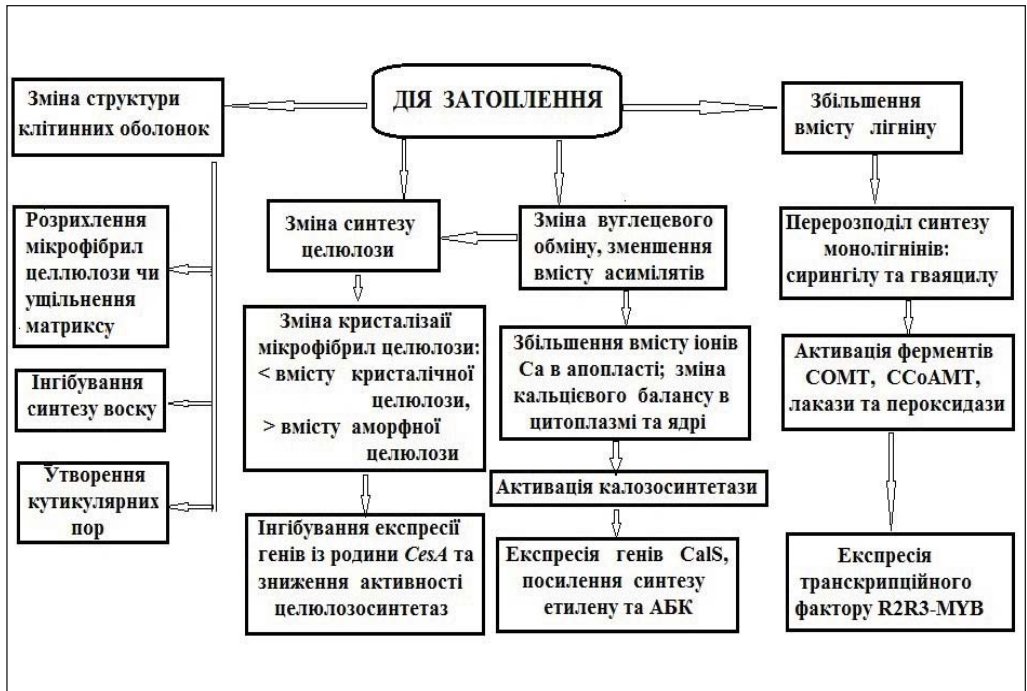 ДІЯ ЗАТОПЛЕННЯ
Зміна структури
клітинних оболонок
Розрихлення
мікрофібрил
целлюлози чи
ущільнення
матриксу
Інгібування
синтезу воску
Утворення
кутикулярних
пор
Зміна синтезу
целюлози
Зміна кристалізаії
мікрофібрил целюлози:
< вмісту кристалічної
целюлози,
> вмісту аморфної
целюлози
Інгібування експресії
генів із родини CesA та
зниження активності
целюлозосинтетаз
Зміна вуглецевого
обміну, зменшення
вмісту асимілятів
Збільшення вмісту іонів
Са в апопласті; зміна
кальцієвого балансу в
цитоплазмі та ядрі
Активація калозосинтетази
Експресія генів CalS,
посилення синтезу
етилену та АБК
Збільшення
вмісту лігніну
Перерозподіл синтезу
монолігнінів:
сирингілу та гваяцилу
Активація ферментів
COMT, CCoAMT,
лакази та пероксидази
Експресія
транскрипційного
фактору R2R3-MYB